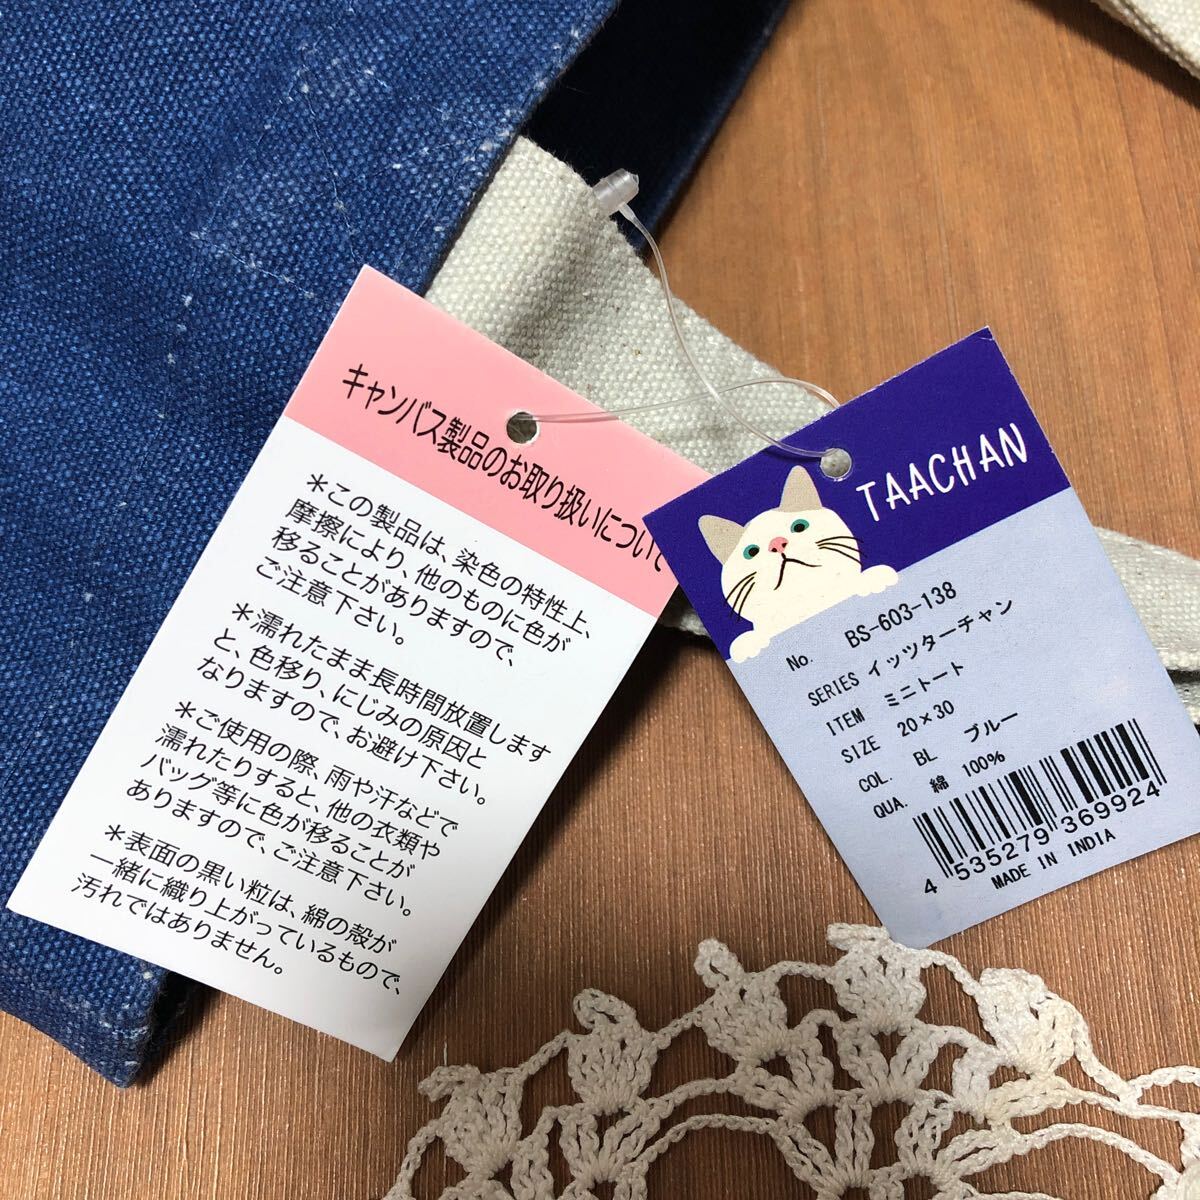 キャンバス製品のお取り扱いについて
＊この製品は、染色の特性上、
摩擦により、他のものに色が
移ることがありますので、
ご注意下さい。
＊濡れたまま長時間放置します
と、色移り、にじみの原因と
なりますので、お避け下さい。
＊ご使用の際、雨や汗などで
濡れたりすると、他の衣類や
バッグ等に色が移ることが
ありますので、ご注意下さい。
＊表面の黒い粒は、綿の殻が
一緒に織り上がっているもので、
汚れではありません。
TAACHAN
No. BS-603-138
SERIES イッツターチャン
ITEM ミニトート
SIZE 20×30
COL. BL ブルー
QUA. 綿 100%
4 535279 369924
MADE IN INDIA